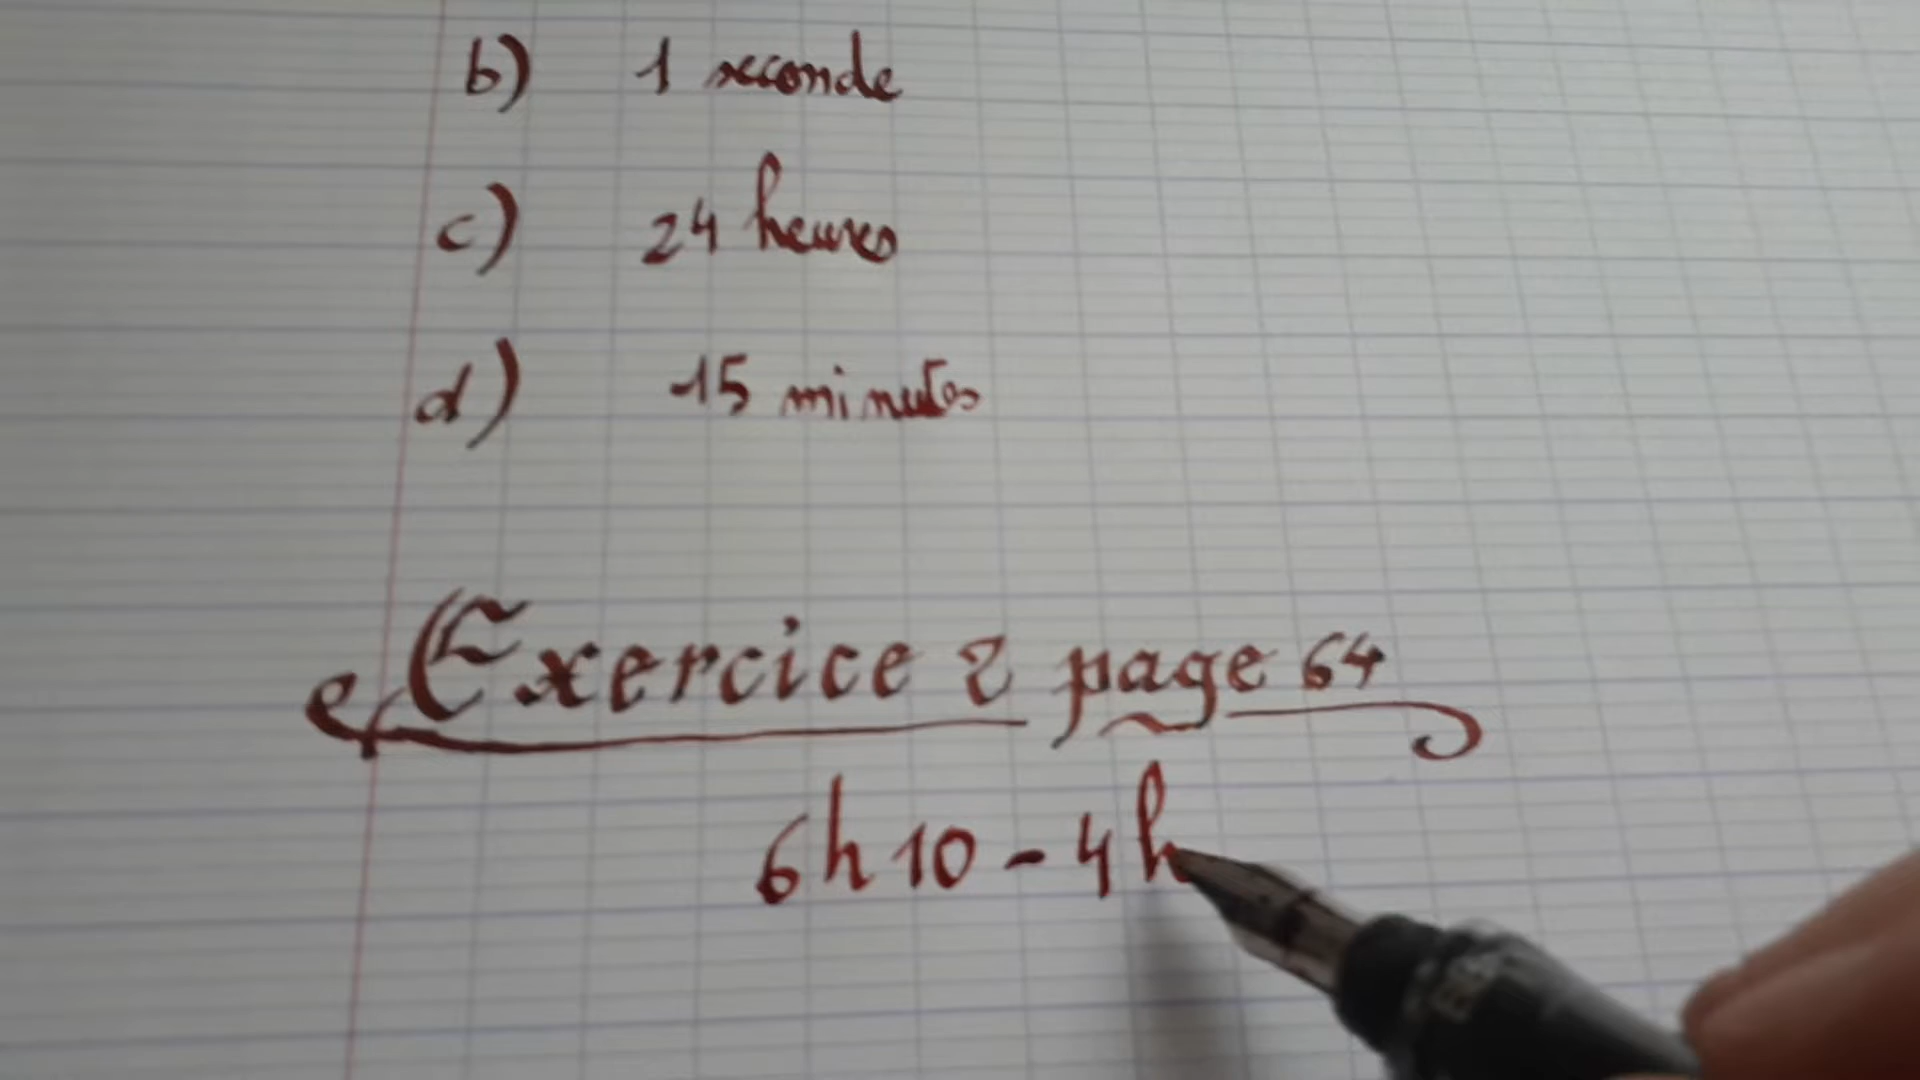 b) 1 seconde
c) 24 heures
d) 15 minutes
Exercice 2 page 64
6h10 - 4h